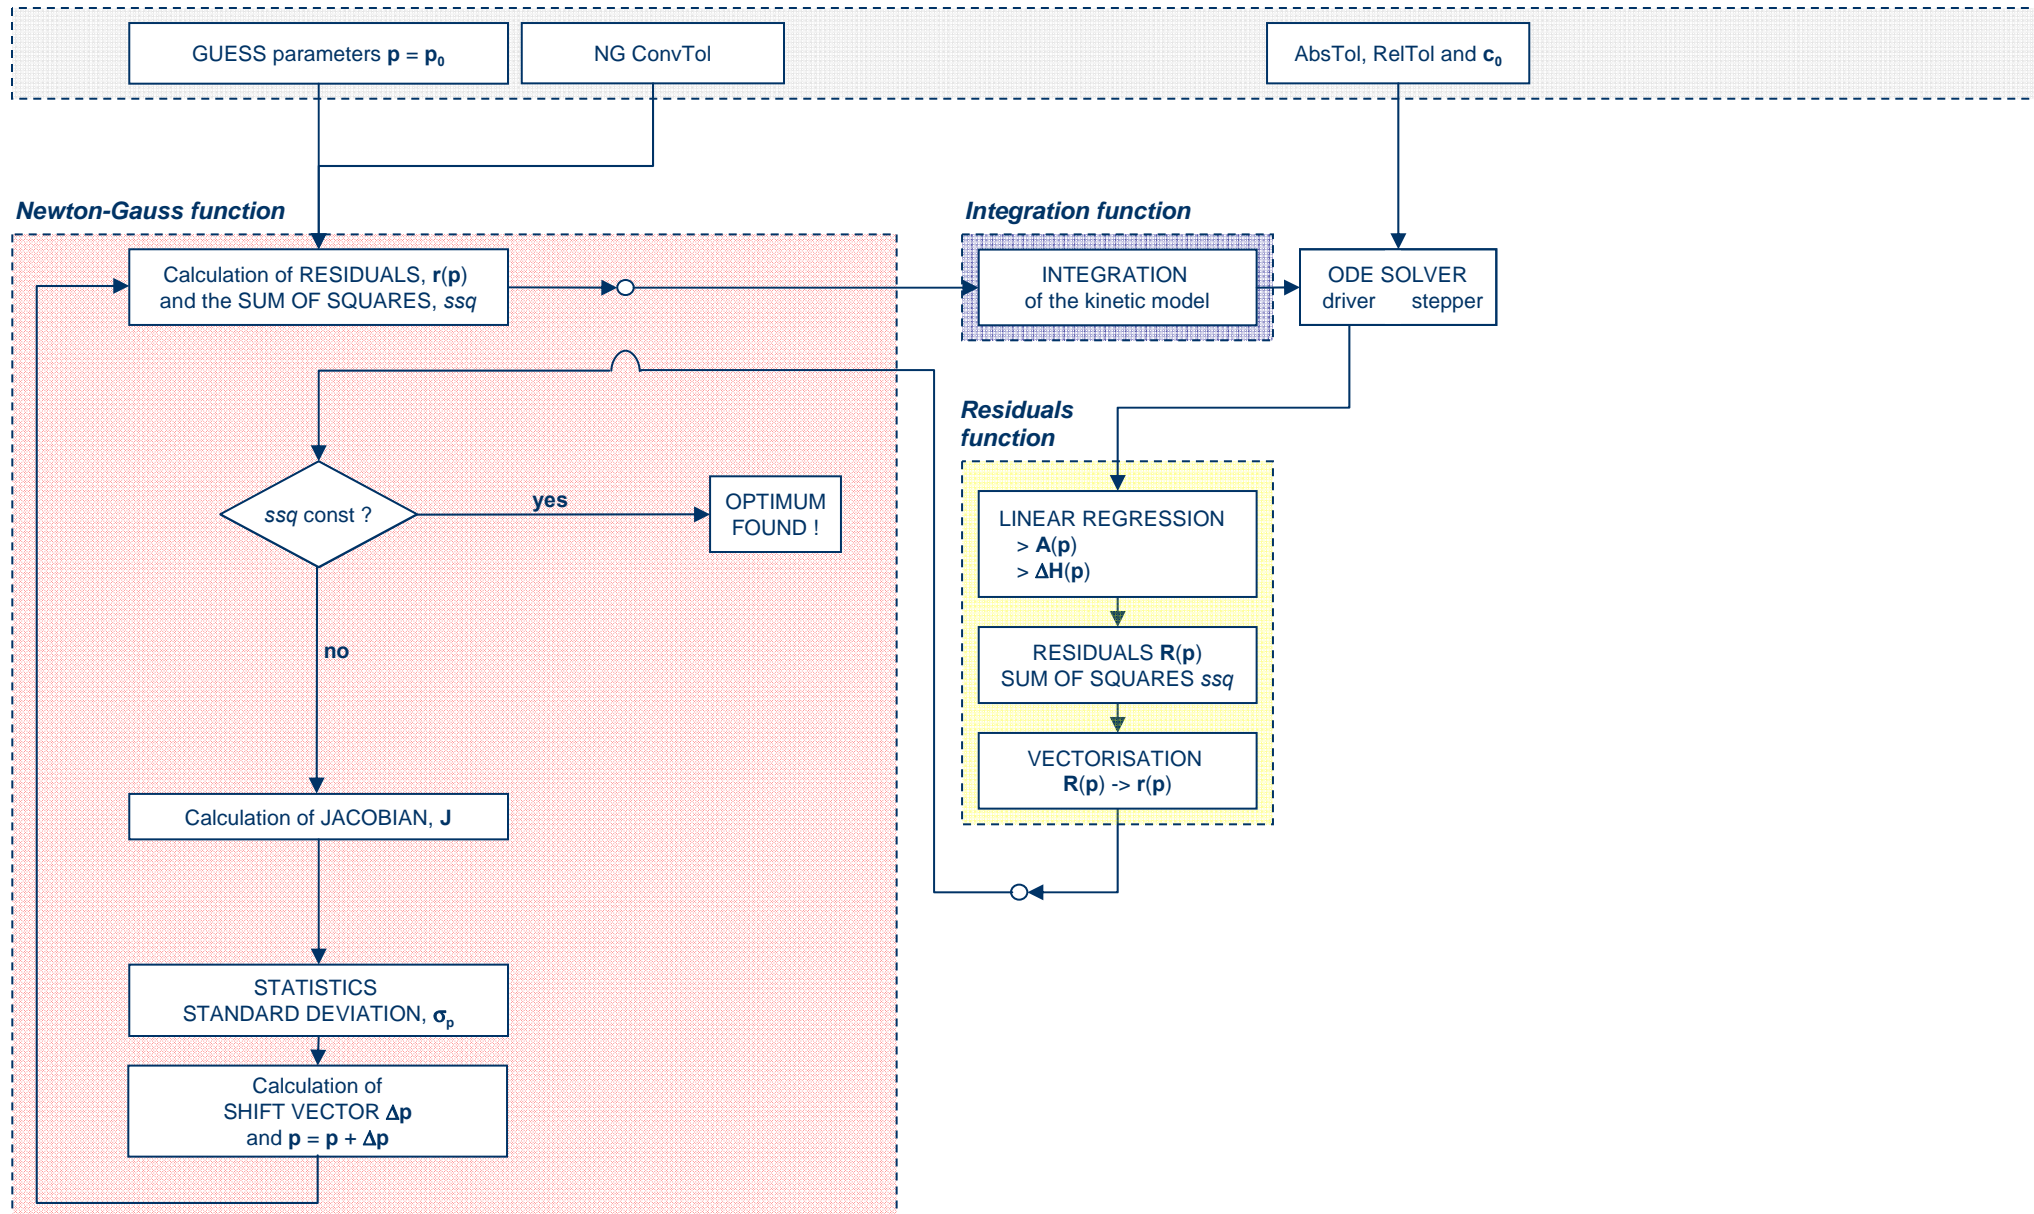 GUESS parameters p = p0
NG ConvTol
AbsTol, RelTol and c0
Newton-Gauss function
Integration function
Calculation of RESIDUALS, r(p)
and the SUM OF SQUARES, ssq
INTEGRATION
of the kinetic model
ODE SOLVER
driver stepper
Residuals
function
ssq const ?
yes
OPTIMUM
FOUND !
no
LINEAR REGRESSION
> A(p)
> ΔH(p)
RESIDUALS R(p)
SUM OF SQUARES ssq
VECTORISATION
R(p) -> r(p)
Calculation of JACOBIAN, J
STATISTICS
STANDARD DEVIATION, σp
Calculation of
SHIFT VECTOR Δp
and p = p + Δp